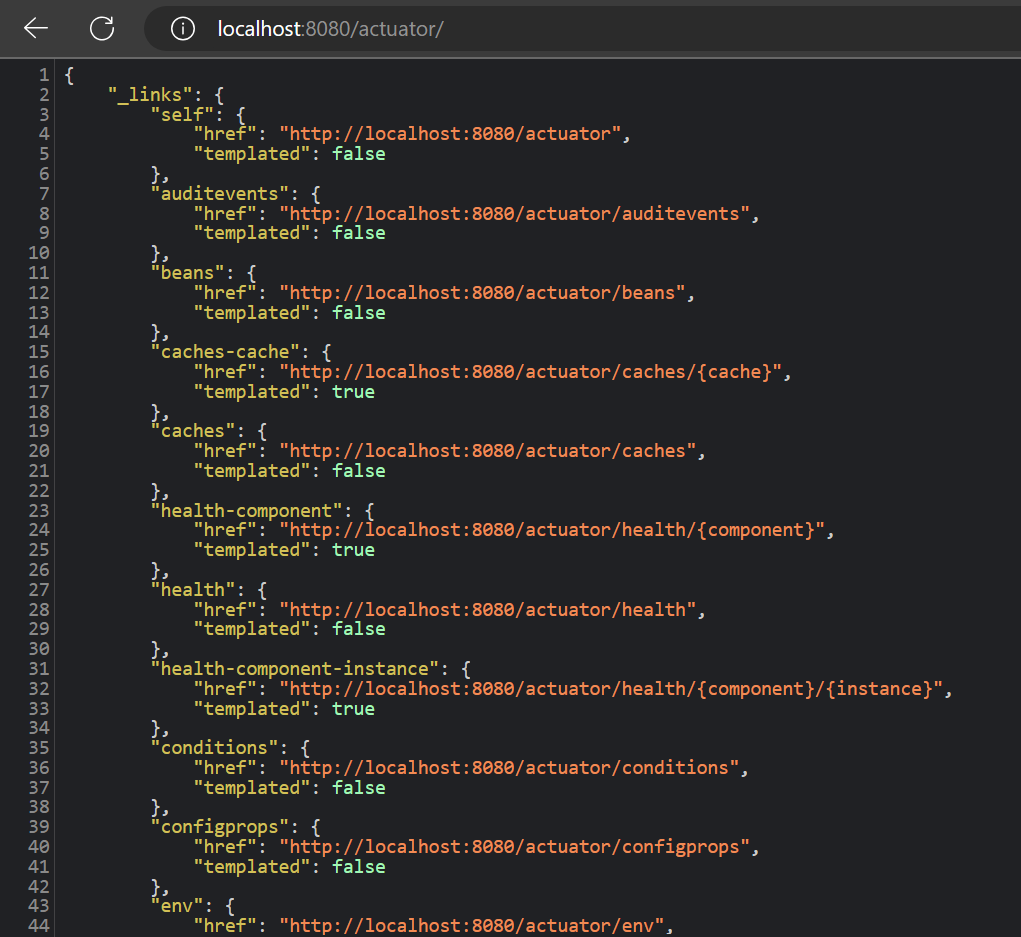 localhost:8080/actuator/
1 {
2     "_links": {
3         "self": {
4             "href": "http://localhost:8080/actuator",
5             "templated": false
6         },
7         "auditevents": {
8             "href": "http://localhost:8080/actuator/auditevents",
9             "templated": false
10         },
11         "beans": {
12             "href": "http://localhost:8080/actuator/beans",
13             "templated": false
14         },
15         "caches-cache": {
16             "href": "http://localhost:8080/actuator/caches/{cache}",
17             "templated": true
18         },
19         "caches": {
20             "href": "http://localhost:8080/actuator/caches",
21             "templated": false
22         },
23         "health-component": {
24             "href": "http://localhost:8080/actuator/health/{component}",
25             "templated": true
26         },
27         "health": {
28             "href": "http://localhost:8080/actuator/health",
29             "templated": false
30         },
31         "health-component-instance": {
32             "href": "http://localhost:8080/actuator/health/{component}/{instance}",
33             "templated": true
34         },
35         "conditions": {
36             "href": "http://localhost:8080/actuator/conditions",
37             "templated": false
38         },
39         "configprops": {
40             "href": "http://localhost:8080/actuator/configprops",
41             "templated": false
42         },
43         "env": {
44             "href": "http://localhost:8080/actuator/env",